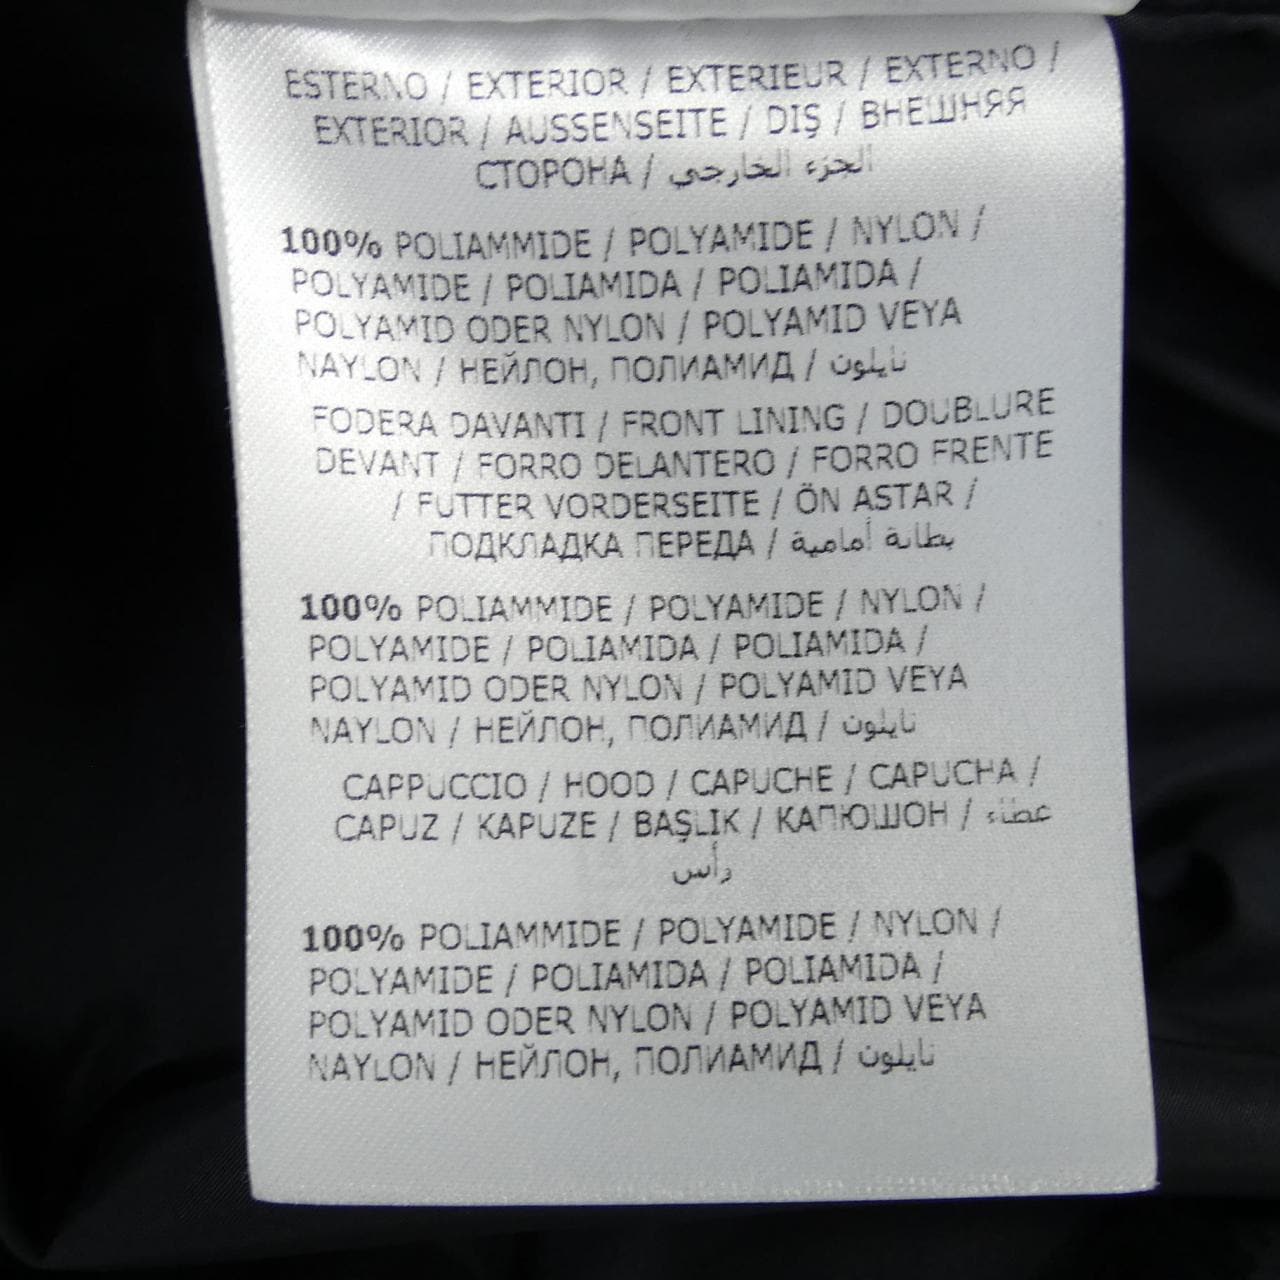 ESTERNO / EXTERIOR / EXTERIEUR / EXTERNO /
EXTERIOR / AUSSENSEITE / DIŞ / ВНЕШНЯЯ
СТОРОНА / الجزء الخارجي
100% POLIAMMIDE / POLYAMIDE / NYLON /
POLYAMIDE / POLIAMIDA / POLIAMIDA /
POLYAMID ODER NYLON / POLYAMID VEYA
NAYLON / НЕЙЛОН, ПОЛИАМИД / نايلون
FODERA DAVANTI / FRONT LINING / DOUBLURE
DEVANT / FORRO DELANTERO / FORRO FRENTE
/ FUTTER VORDERSEITE / ÖN ASTAR /
ПОДКЛАДКА ПЕРЕДА / بطانة أمامية
100% POLIAMMIDE / POLYAMIDE / NYLON /
POLYAMIDE / POLIAMIDA / POLIAMIDA /
POLYAMID ODER NYLON / POLYAMID VEYA
NAYLON / НЕЙЛОН, ПОЛИАМИД / نايلون
CAPPUCCIO / HOOD / CAPUCHE / CAPUCHA /
CAPUZ / KAPUZE / BAŞLIK / КАПЮШОН / غطاء
رأس
100% POLIAMMIDE / POLYAMIDE / NYLON /
POLYAMIDE / POLIAMIDA / POLIAMIDA /
POLYAMID ODER NYLON / POLYAMID VEYA
NAYLON / НЕЙЛОН, ПОЛИАМИД / نايلون